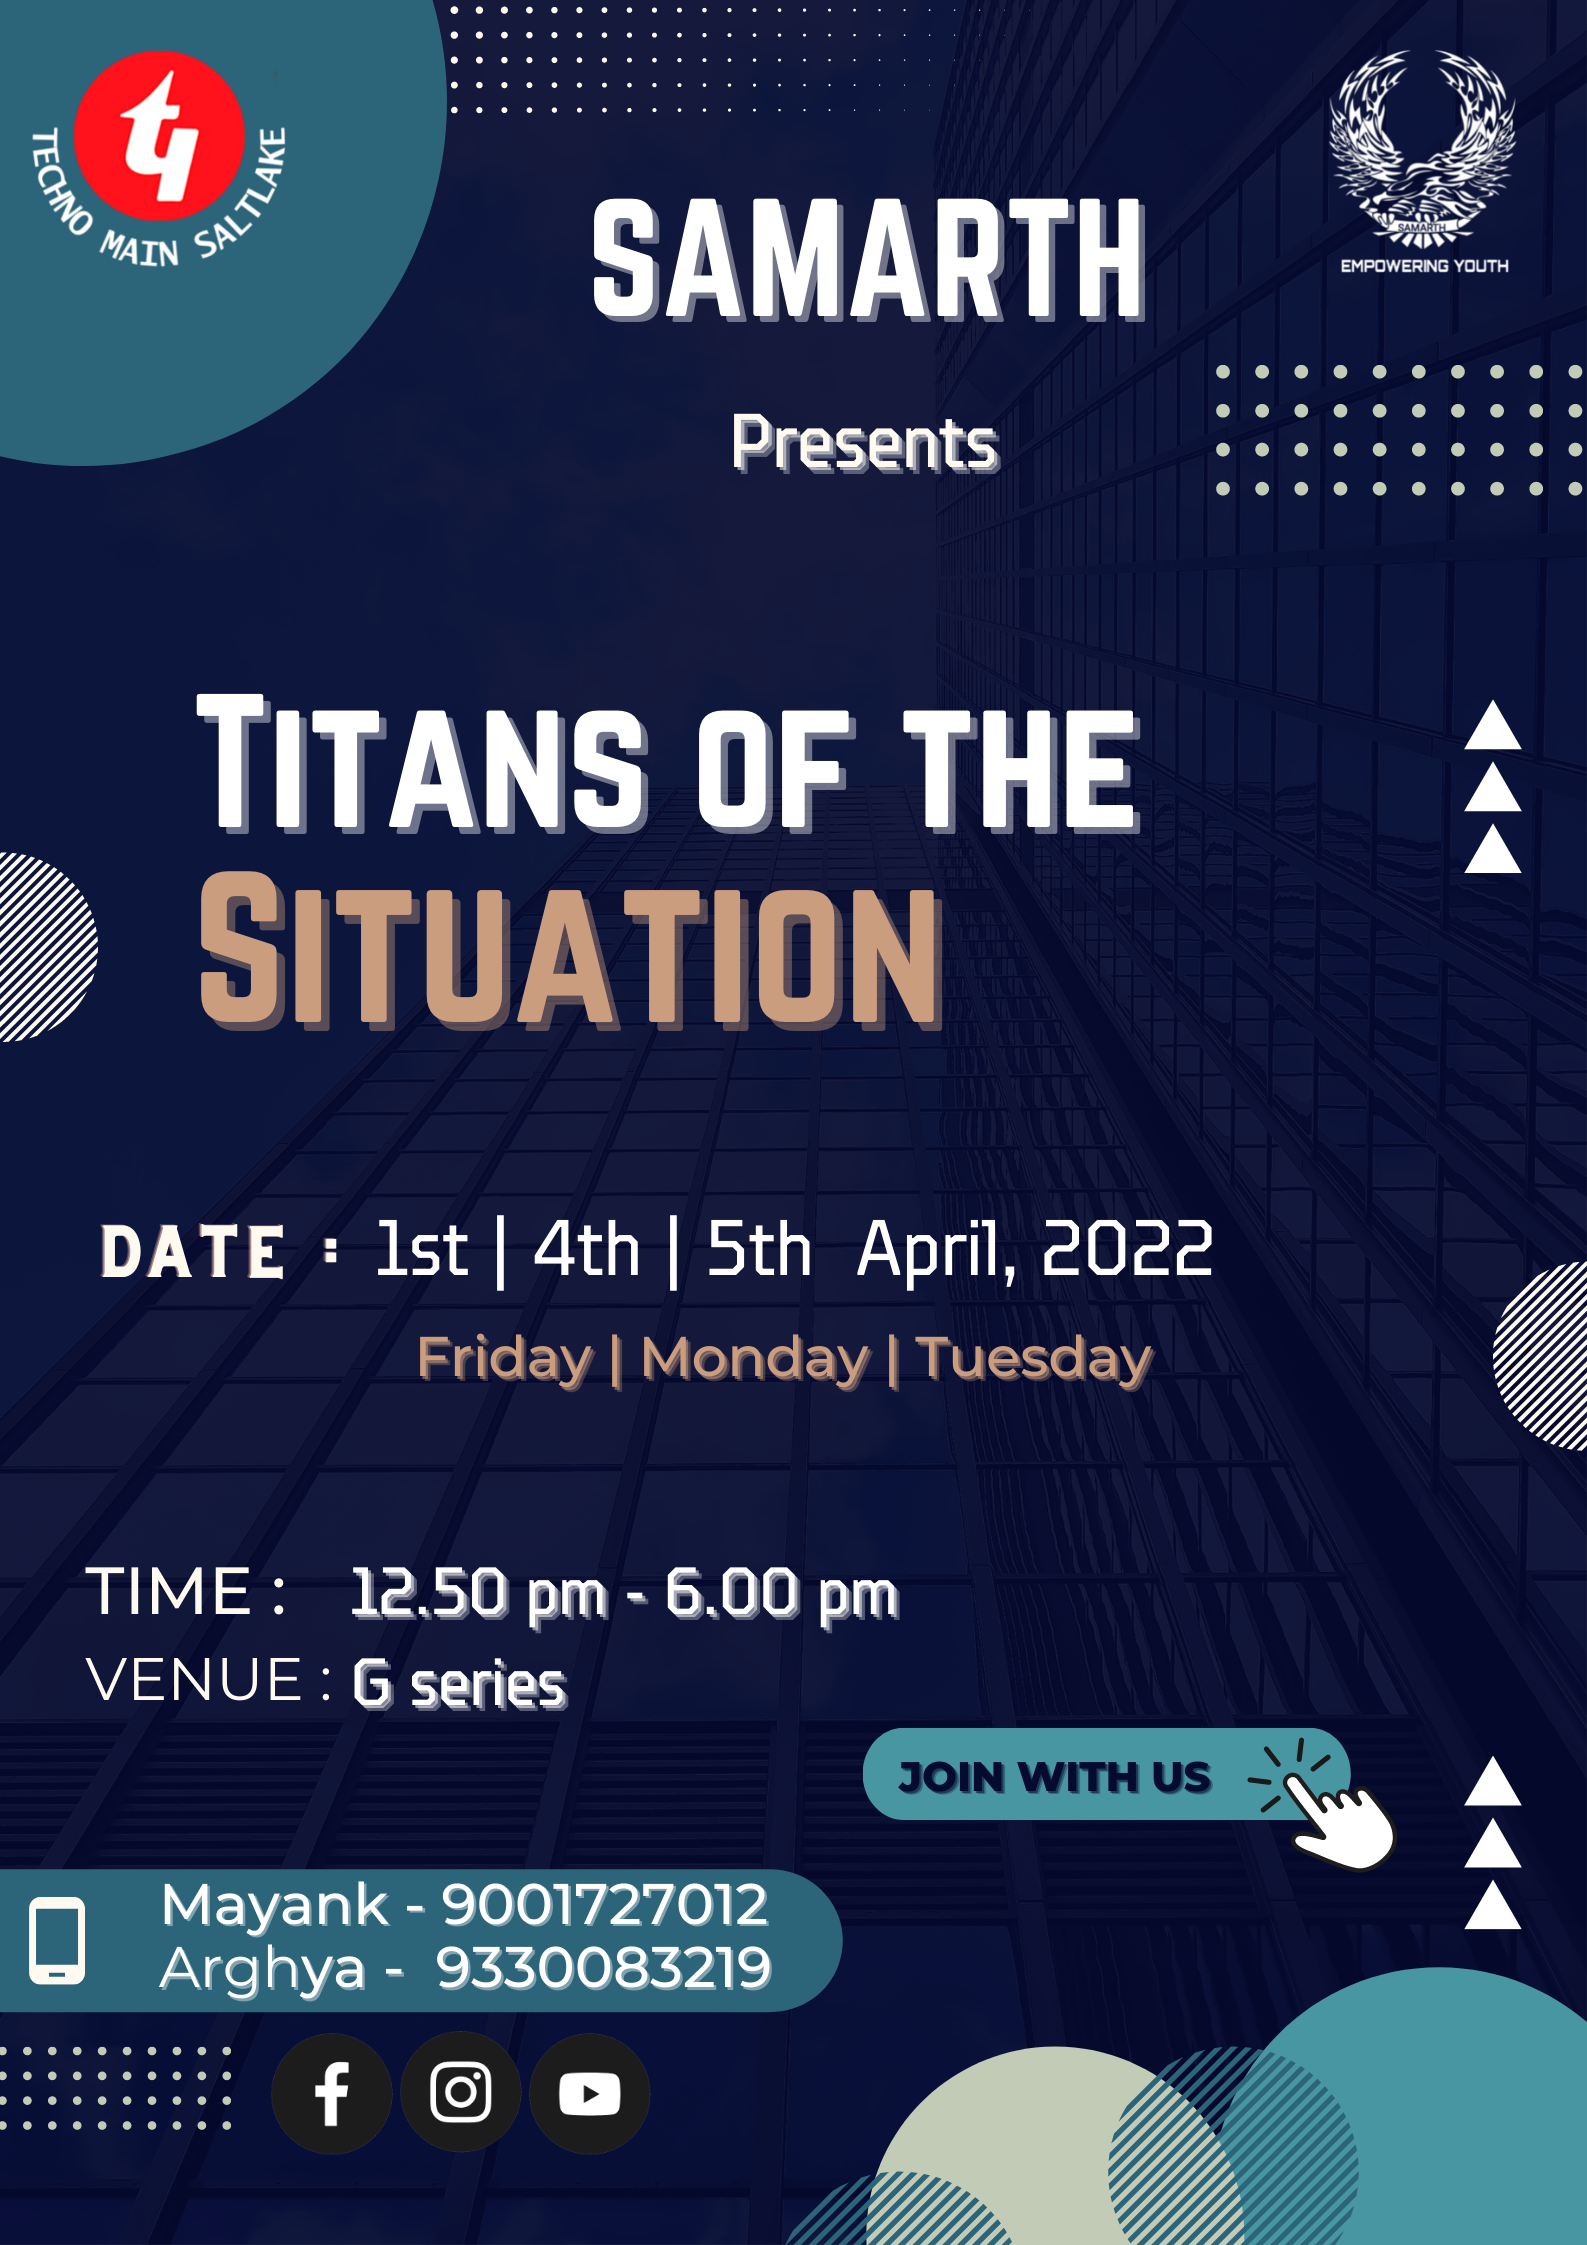 TECHNO MAIN SALTLAKE
SAMARTH
EMPOWERING YOUTH
SAMARTH
Presents
TITANS OF THE
SITUATION
DATE : 1st | 4th | 5th April, 2022
Friday | Monday | Tuesday
TIME : 12.50 pm - 6.00 pm
VENUE : G series
JOIN WITH US
Mayank - 9001727012
Arghya - 9330083219